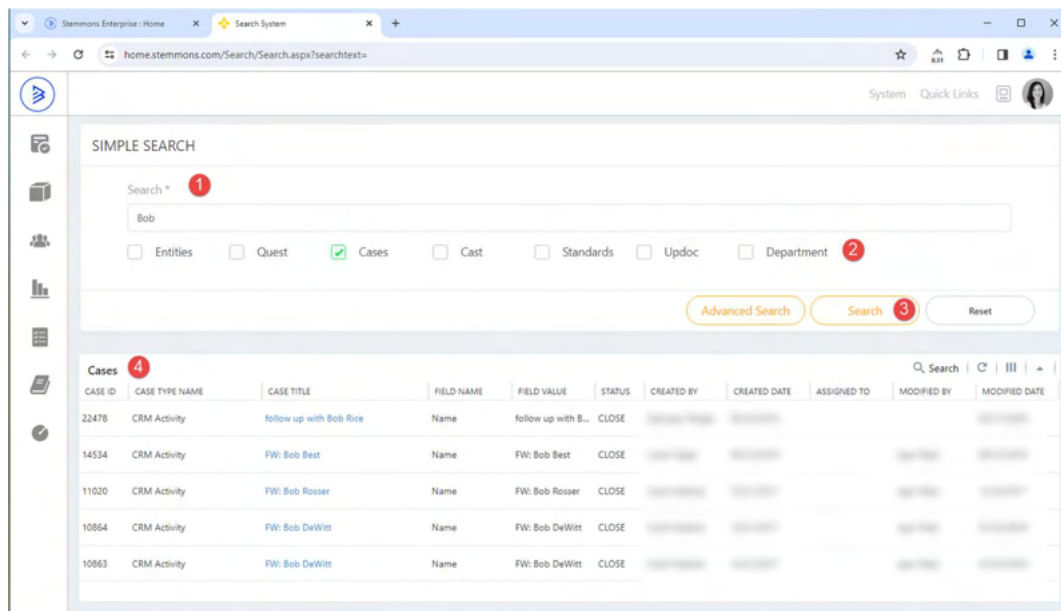 Stemmons Enterprise : Home
Search System
home.stemmons.com/Search/Search.aspx?searchtext=
0.51
System Quick Links
SIMPLE SEARCH
Search * 1
Bob
Entities Quest Cases Cast Standards Updoc Department 2
Advanced Search Search 3 Reset
Cases 4 Search
CASE ID CASE TYPE NAME CASE TITLE FIELD NAME FIELD VALUE STATUS CREATED BY CREATED DATE ASSIGNED TO MODIFIED BY MODIFIED DATE
22478 CRM Activity follow up with Bob Rice Name follow up with B... CLOSE
14534 CRM Activity FW: Bob Best Name FW: Bob Best CLOSE
11020 CRM Activity FW: Bob Rosser Name FW: Bob Rosser CLOSE
10864 CRM Activity FW: Bob DeWitt Name FW: Bob DeWitt CLOSE
10863 CRM Activity FW: Bob DeWitt Name FW: Bob DeWitt CLOSE